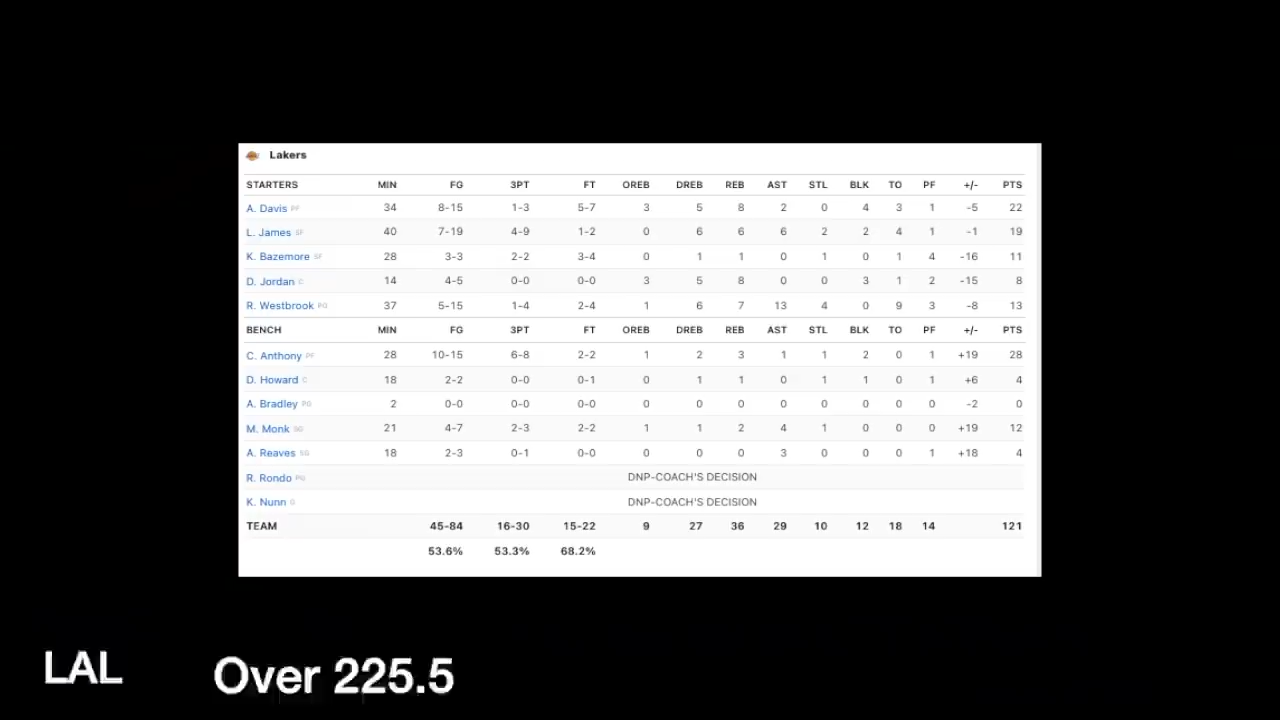 Lakers
STARTERS MIN FG 3PT FT OREB DREB REB AST STL BLK TO PF +/- PTS
A. Davis PF 34 8-15 1-3 5-7 3 5 8 2 0 4 3 1 -5 22
L. James SF 40 7-19 4-9 1-2 0 6 6 6 2 2 4 1 -1 19
K. Bazemore SF 28 3-3 2-2 3-4 0 1 1 0 1 0 1 4 -16 11
D. Jordan C 14 4-5 0-0 0-0 3 5 8 0 0 3 1 2 -15 8
R. Westbrook PG 37 5-15 1-4 2-4 1 6 7 13 4 0 9 3 -8 13
BENCH MIN FG 3PT FT OREB DREB REB AST STL BLK TO PF +/- PTS
C. Anthony PF 28 10-15 6-8 2-2 1 2 3 1 1 2 0 1 +19 28
D. Howard C 18 2-2 0-0 0-1 0 1 1 0 1 1 0 1 +6 4
A. Bradley PG 2 0-0 0-0 0-0 0 0 0 0 0 0 0 0 -2 0
M. Monk SG 21 4-7 2-3 2-2 1 1 2 4 1 0 0 0 +19 12
A. Reaves SG 18 2-3 0-1 0-0 0 0 0 3 0 0 0 1 +18 4
R. Rondo PG DNP-COACH'S DECISION
K. Nunn G DNP-COACH'S DECISION
TEAM 45-84 16-30 15-22 9 27 36 29 10 12 18 14 121
53.6% 53.3% 68.2%
LAL Over 225.5